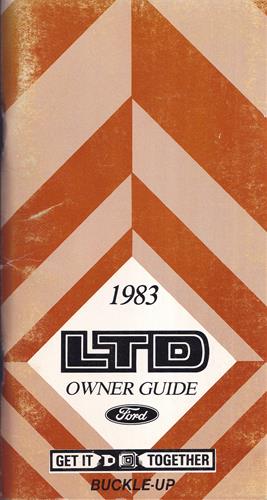 1983
LTD
OWNER GUIDE
Ford
GET IT TOGETHER
BUCKLE-UP